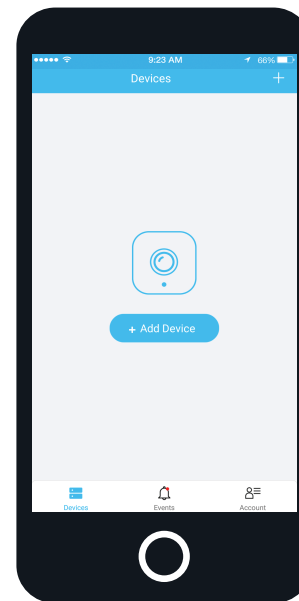 9:23 AM 66%
Devices +
+ Add Device
Devices Events Account